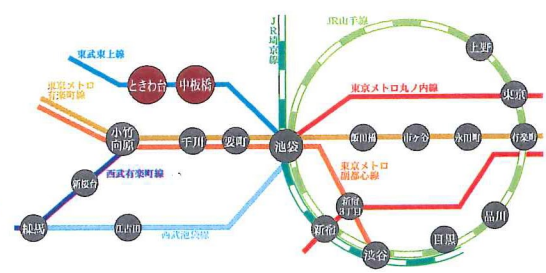 JR埼京線
JR山手線
上野
東武東上線
ときわ台
中板橋
東京メトロ
有楽町線
東京メトロ丸ノ内線
東京
小竹
向原
千川
要町
池袋
飯田橋
市ヶ谷
永田町
有楽町
西武有楽町線
東京メトロ
副都心線
新桜台
新宿
3丁目
練馬
江古田
西武池袋線
新宿
渋谷
目黒
品川